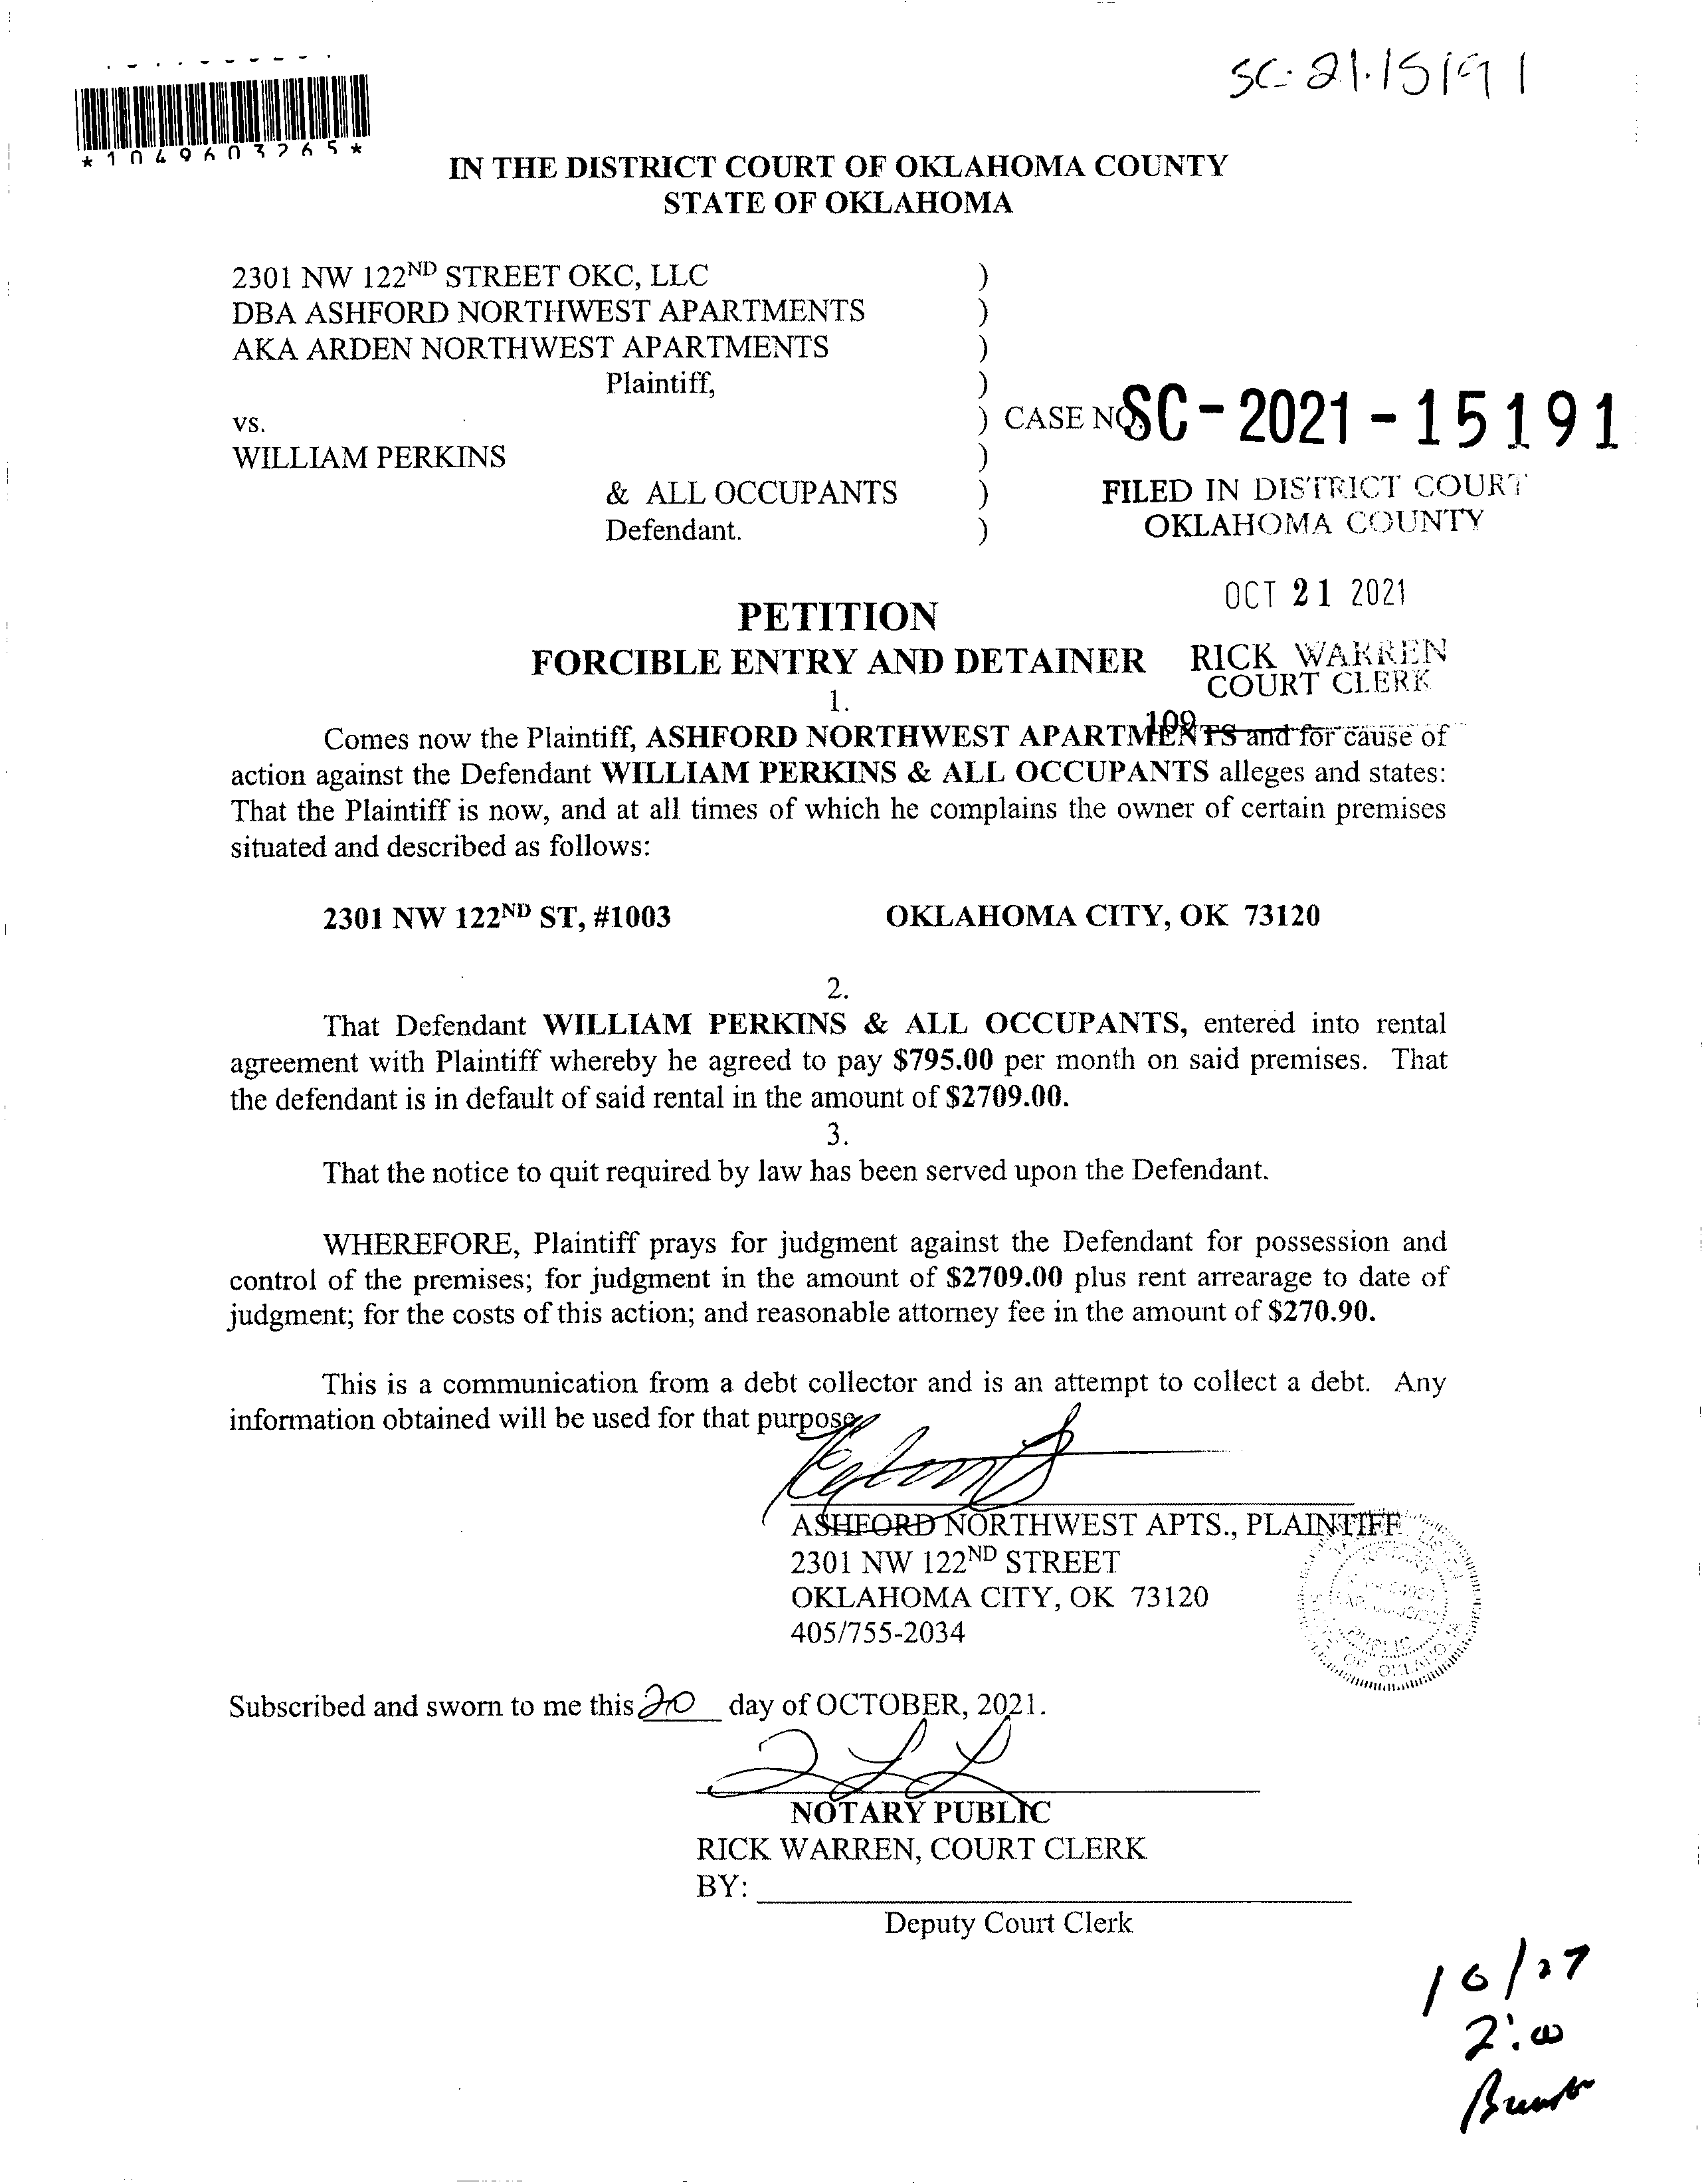 SC-21-15191
*1049603265*
IN THE DISTRICT COURT OF OKLAHOMA COUNTY
STATE OF OKLAHOMA
2301 NW 122ND STREET OKC, LLC )
DBA ASHFORD NORTHWEST APARTMENTS )
AKA ARDEN NORTHWEST APARTMENTS )
Plaintiff, )
vs. ) CASE NO. SC-2021-15191
WILLIAM PERKINS )
& ALL OCCUPANTS ) FILED IN DISTRICT COURT
Defendant. ) OKLAHOMA COUNTY
OCT 21 2021
PETITION
FORCIBLE ENTRY AND DETAINER RICK WARREN
COURT CLERK
1.
109
Comes now the Plaintiff, ASHFORD NORTHWEST APARTMENTS and for cause of
action against the Defendant WILLIAM PERKINS & ALL OCCUPANTS alleges and states:
That the Plaintiff is now, and at all times of which he complains the owner of certain premises
situated and described as follows:
2301 NW 122ND ST, #1003 OKLAHOMA CITY, OK 73120
2.
That Defendant WILLIAM PERKINS & ALL OCCUPANTS, entered into rental
agreement with Plaintiff whereby he agreed to pay $795.00 per month on said premises. That
the defendant is in default of said rental in the amount of $2709.00.
3.
That the notice to quit required by law has been served upon the Defendant.
WHEREFORE, Plaintiff prays for judgment against the Defendant for possession and
control of the premises; for judgment in the amount of $2709.00 plus rent arrearage to date of
judgment; for the costs of this action; and reasonable attorney fee in the amount of $270.90.
This is a communication from a debt collector and is an attempt to collect a debt. Any
information obtained will be used for that purpose.
ASHFORD NORTHWEST APTS., PLAINTIFF
2301 NW 122ND STREET
OKLAHOMA CITY, OK 73120
405/755-2034
PUBLIC
OF OKLAHOMA
Subscribed and sworn to me this 20 day of OCTOBER, 2021.
NOTARY PUBLIC
RICK WARREN, COURT CLERK
BY:
Deputy Court Clerk
10/27
2:00